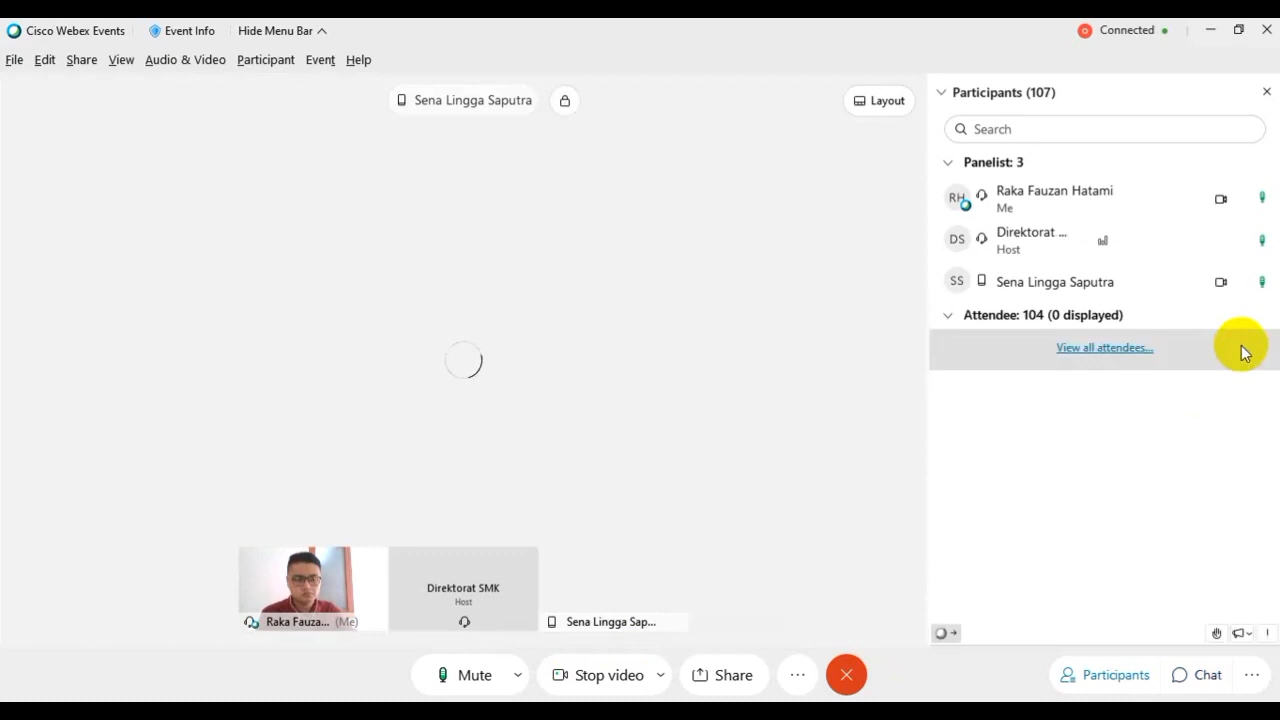 Cisco Webex Events Event Info Hide Menu Bar Connected
File Edit Share View Audio & Video Participant Event Help
Sena Lingga Saputra
Layout
Participants (107)
Search
Panelist: 3
RH Raka Fauzan Hatami
Me
DS Direktorat ...
Host
SS Sena Lingga Saputra
Attendee: 104 (0 displayed)
View all attendees...
Direktorat SMK
Host
Raka Fauza... (Me)
Sena Lingga Sap...
Mute
Stop video
Share
...
Participants
Chat
...